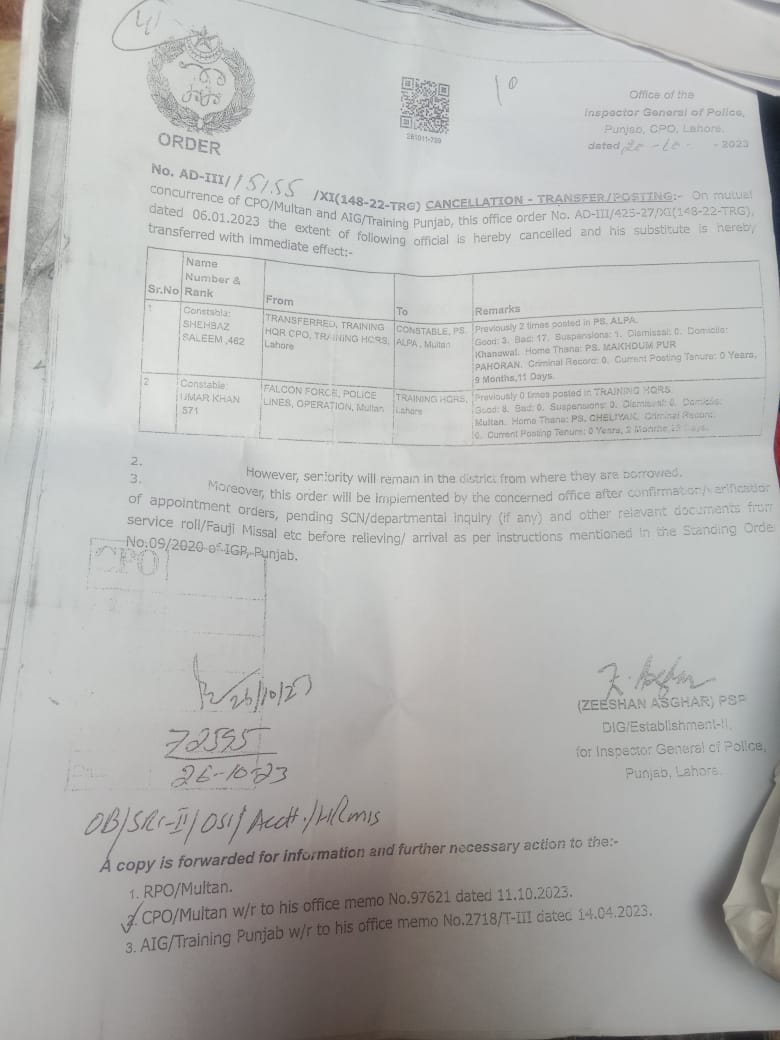 41
10
261011-789
Office of the
Inspector General of Police,
Punjab, CPO, Lahore.
dated 20-10- - 2023
ORDER
No. AD-III/15155 /XI(148-22-TRG) CANCELLATION - TRANSFER/POSTING:- On mutual
concurrence of CPO/Multan and AIG/Training Punjab, this office order No. AD-III/425-27/XI(148-22-TRG),
dated 06.01.2023 the extent of following official is hereby cancelled and his substitute is hereby
transferred with immediate effect:-
Sr.No Name Number & Rank From To Remarks
1 Constable SHEHBAZ SALEEM ,462 TRANSFERRED, TRAINING HQR CPO, TRAINING HQRS, Lahore CONSTABLE, PS. ALPA, Multan Previously 2 times posted in PS. ALPA.
Good: 3. Bad: 17. Suspensions: 1. Dismissal: 0. Domicile:
Khanewal. Home Thana: PS. MAKHDUM PUR
PAHORAN. Criminal Record: 0. Current Posting Tenure: 0 Years,
9 Months,11 Days.
2 Constable UMAR KHAN 571 FALCON FORCE, POLICE LINES, OPERATION, Multan TRAINING HQRS, Lahore Previously 0 times posted in TRAINING HQRS.
Good: 8. Bad: 0. Suspensions: 0. Dismissal: 0. Domicile:
Multan. Home Thana: PS. CHELIYAK. Criminal Record:
0. Current Posting Tenure: 0 Years, 2 Months, Days.
2. However, seniority will remain in the district from where they are borrowed.
3. Moreover, this order will be implemented by the concerned office after confirmation/verification
of appointment orders, pending SCN/departmental inquiry (if any) and other relevant documents from
service roll/Fauji Missal etc before relieving/ arrival as per instructions mentioned in the Standing Order
No.09/2020 of IGP, Punjab.
CPO
26/10/23
72595
26-10-23
(ZEESHAN ASGHAR) PSP
DIG/Establishment-II,
for Inspector General of Police,
Punjab, Lahore.
OB/SRC-II/OSI/Acctt./HRMIS
A copy is forwarded for information and further necessary action to the:-
1. RPO/Multan.
2. CPO/Multan w/r to his office memo No.97621 dated 11.10.2023.
3. AIG/Training Punjab w/r to his office memo No.2718/T-III dated 14.04.2023.